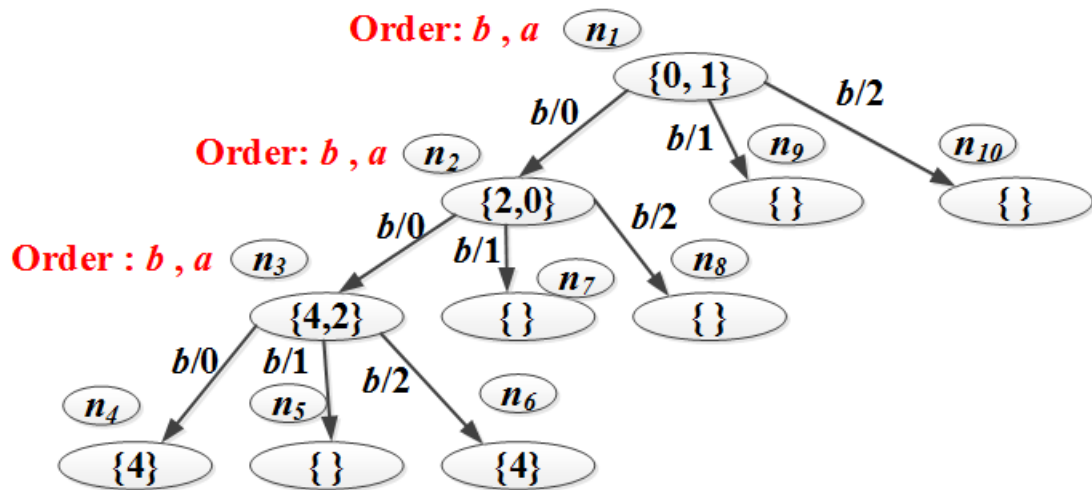 Order: b , a n1
{0, 1}
b/0 b/1 b/2
Order: b , a n2 n9 n10
{2,0} { } { }
b/0 b/1 b/2
Order : b , a n3 n7 n8
{4,2} { } { }
b/0 b/1 b/2
n4 n5 n6
{4} { } {4}